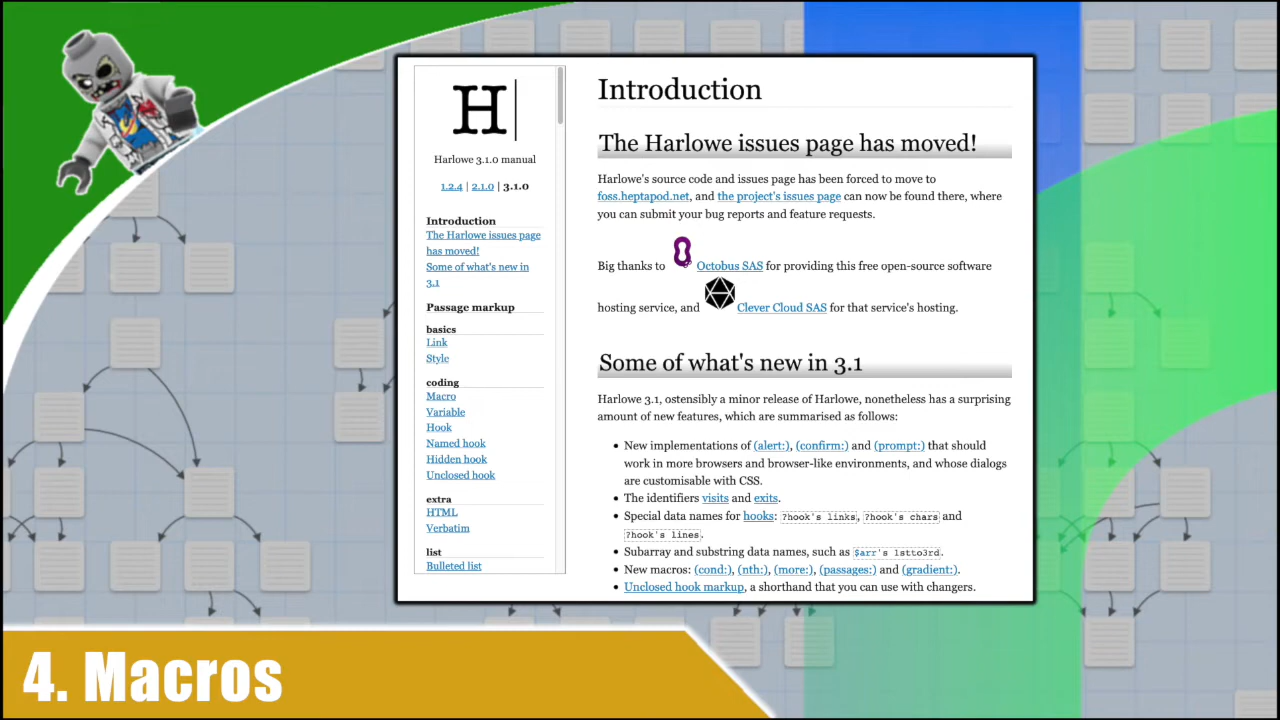 H
Harlowe 3.1.0 manual
1.2.4 | 2.1.0 | 3.1.0
Introduction
The Harlowe issues page
has moved!
Some of what's new in
3.1
Passage markup
basics
Link
Style
coding
Macro
Variable
Hook
Named hook
Hidden hook
Unclosed hook
extra
HTML
Verbatim
list
Bulleted list
Introduction
The Harlowe issues page has moved!
Harlowe's source code and issues page has been forced to move to
foss.heptapod.net, and the project's issues page can now be found there, where
you can submit your bug reports and feature requests.
Big thanks to Octobus SAS for providing this free open-source software
hosting service, and Clever Cloud SAS for that service's hosting.
Some of what's new in 3.1
Harlowe 3.1, ostensibly a minor release of Harlowe, nonetheless has a surprising
amount of new features, which are summarised as follows:
• New implementations of (alert:), (confirm:) and (prompt:) that should
work in more browsers and browser-like environments, and whose dialogs
are customisable with CSS.
• The identifiers visits and exits.
• Special data names for hooks: ?hook's links, ?hook's chars and
?hook's lines.
• Subarray and substring data names, such as $arr's 1stto3rd.
• New macros: (cond:), (nth:), (more:), (passages:) and (gradient:).
• Unclosed hook markup, a shorthand that you can use with changers.
4. Macros